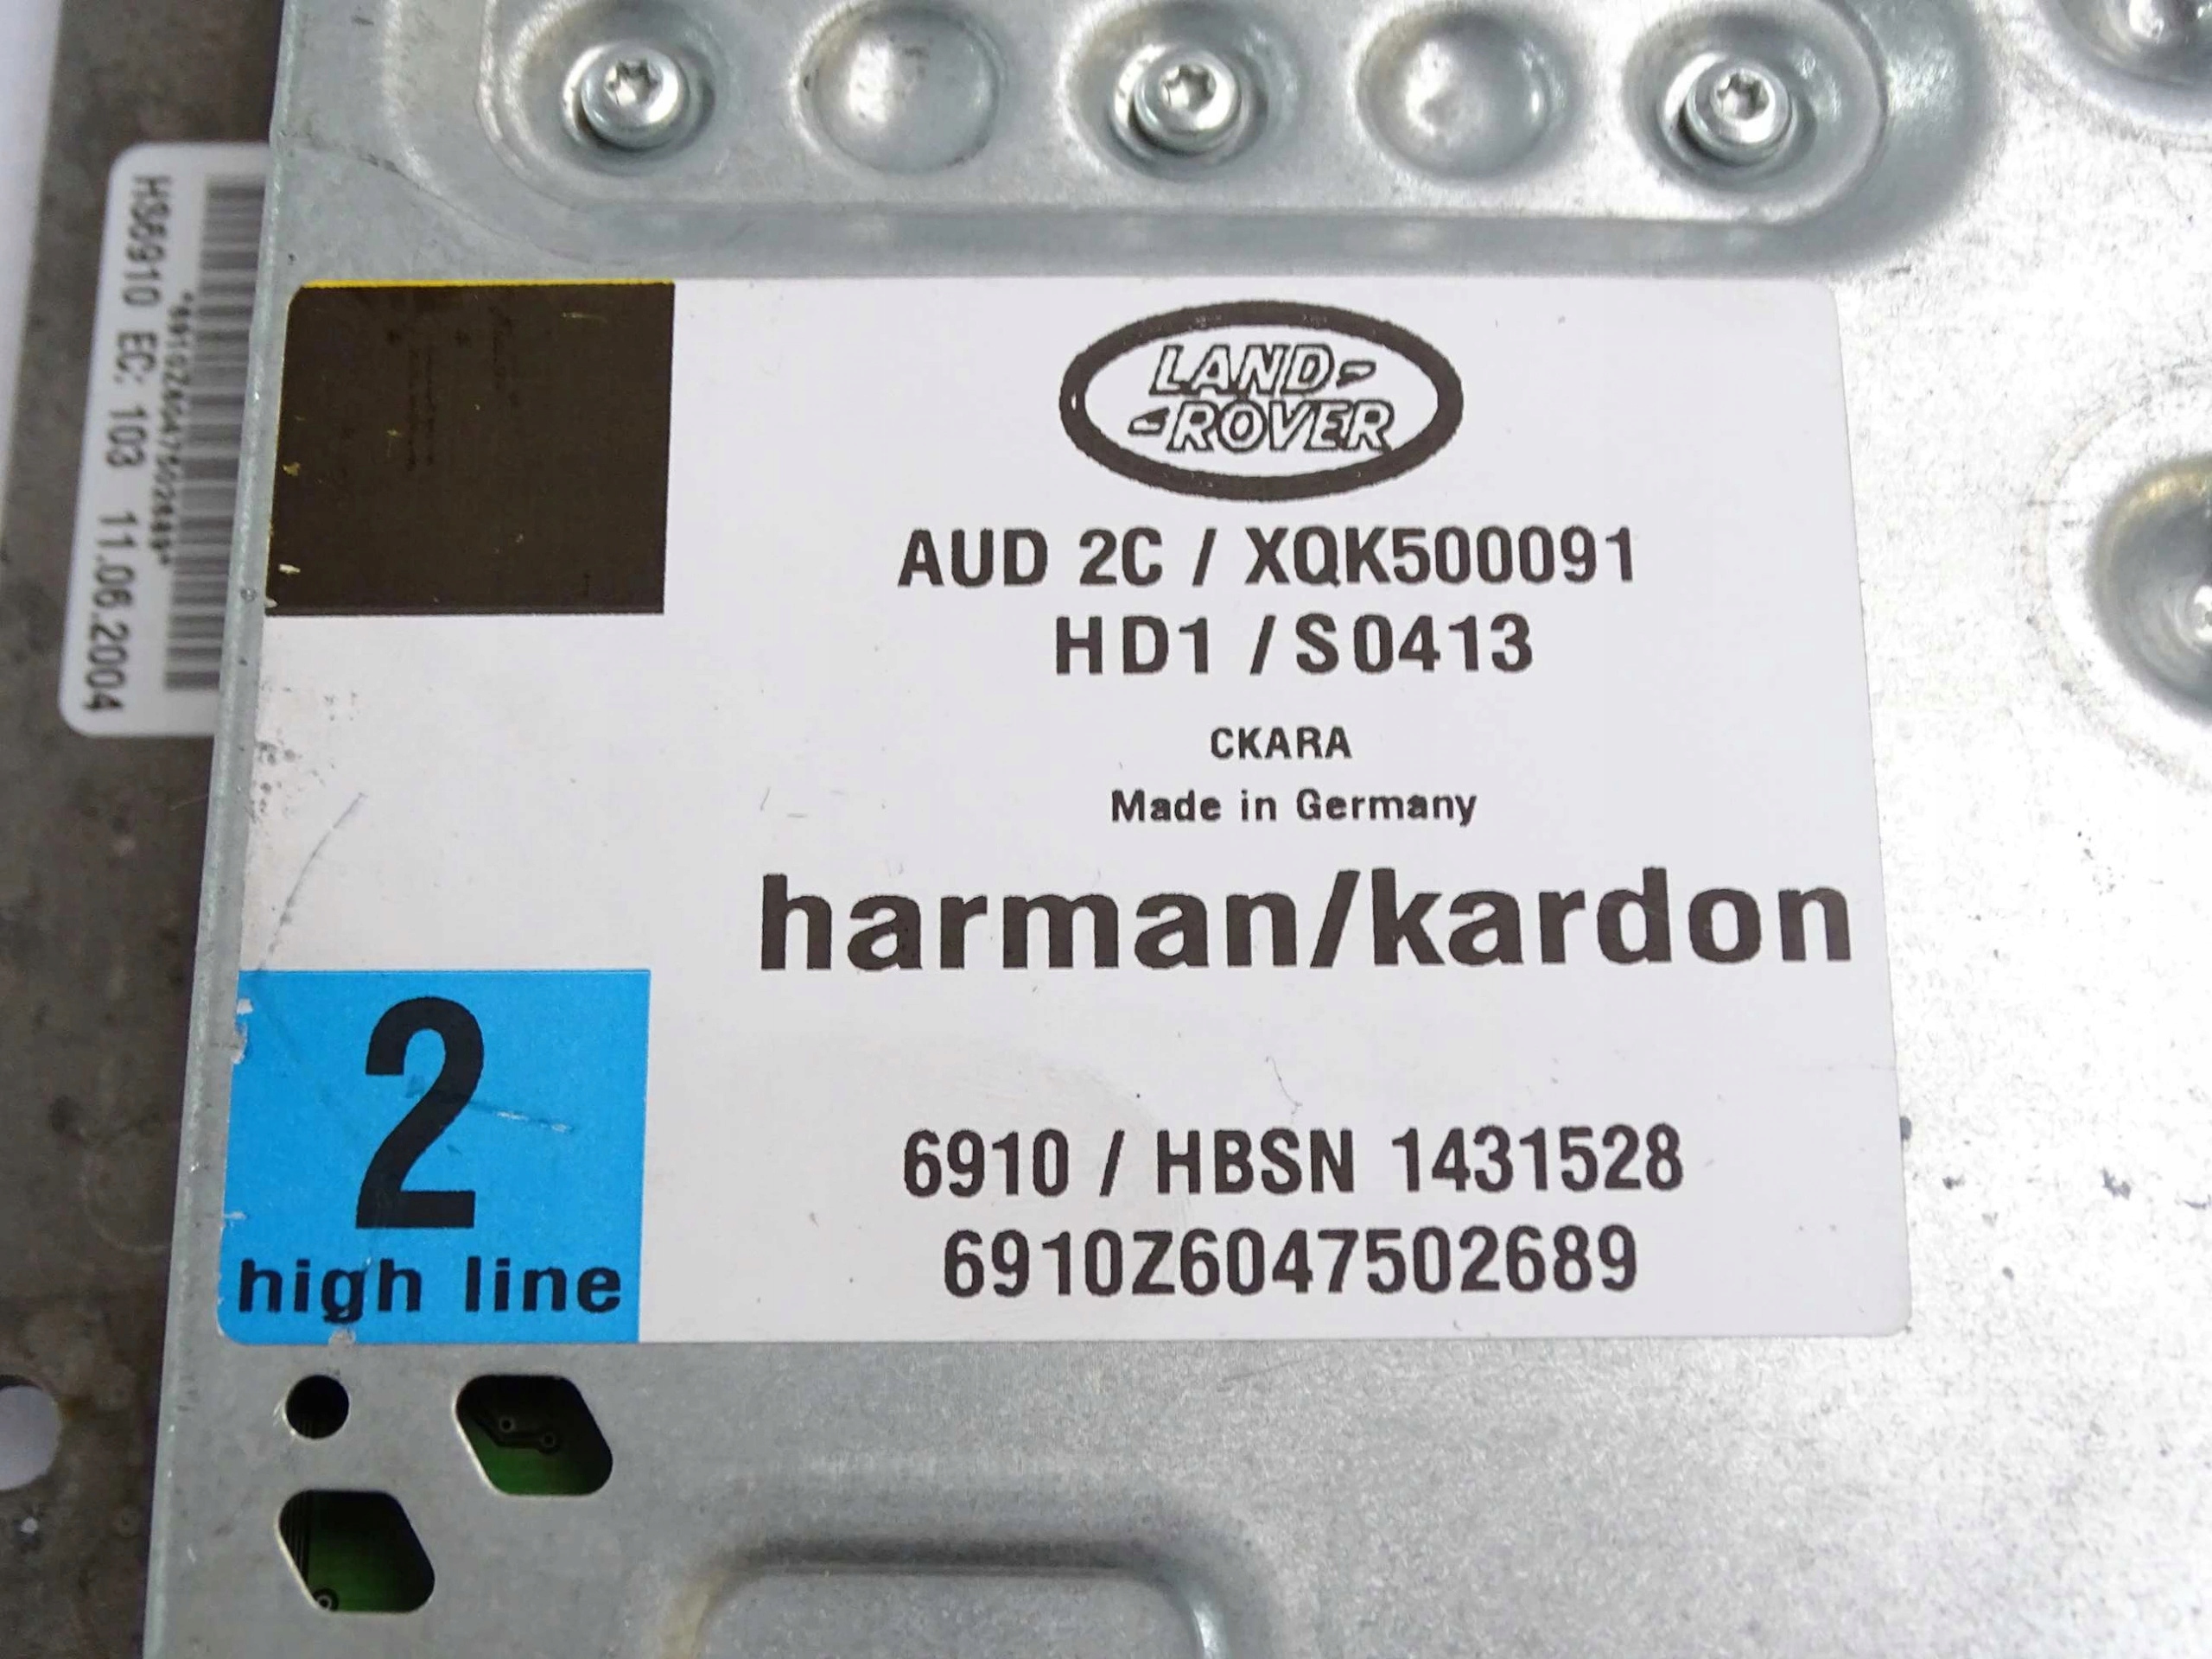 HS6910 EC: 103 11.06.2004
LAND-
-ROVER
AUD 2C / XQK500091
HD1 / S0413
CKARA
Made in Germany
harman/kardon
2
high line
6910 / HBSN 1431528
6910Z6047502689